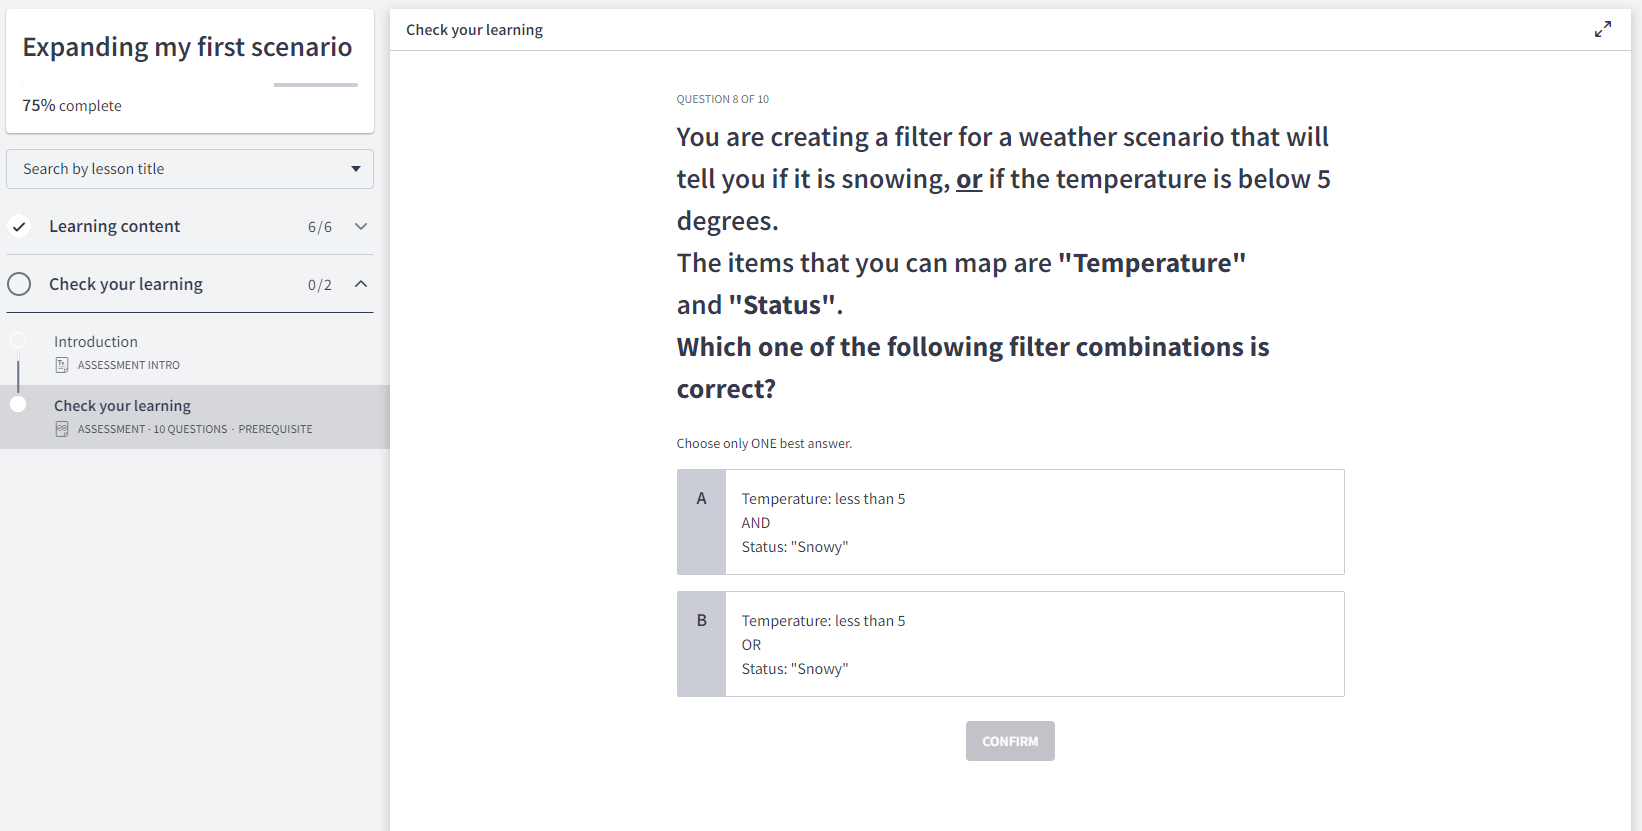 Expanding my first scenario
75% complete
Search by lesson title
Learning content 6/6
Check your learning 0/2
Introduction
ASSESSMENT INTRO
Check your learning
ASSESSMENT · 10 QUESTIONS · PREREQUISITE
Check your learning
QUESTION 8 OF 10
You are creating a filter for a weather scenario that will
tell you if it is snowing, or if the temperature is below 5
degrees.
The items that you can map are "Temperature"
and "Status".
Which one of the following filter combinations is
correct?
Choose only ONE best answer.
A
Temperature: less than 5
AND
Status: "Snowy"
B
Temperature: less than 5
OR
Status: "Snowy"
CONFIRM